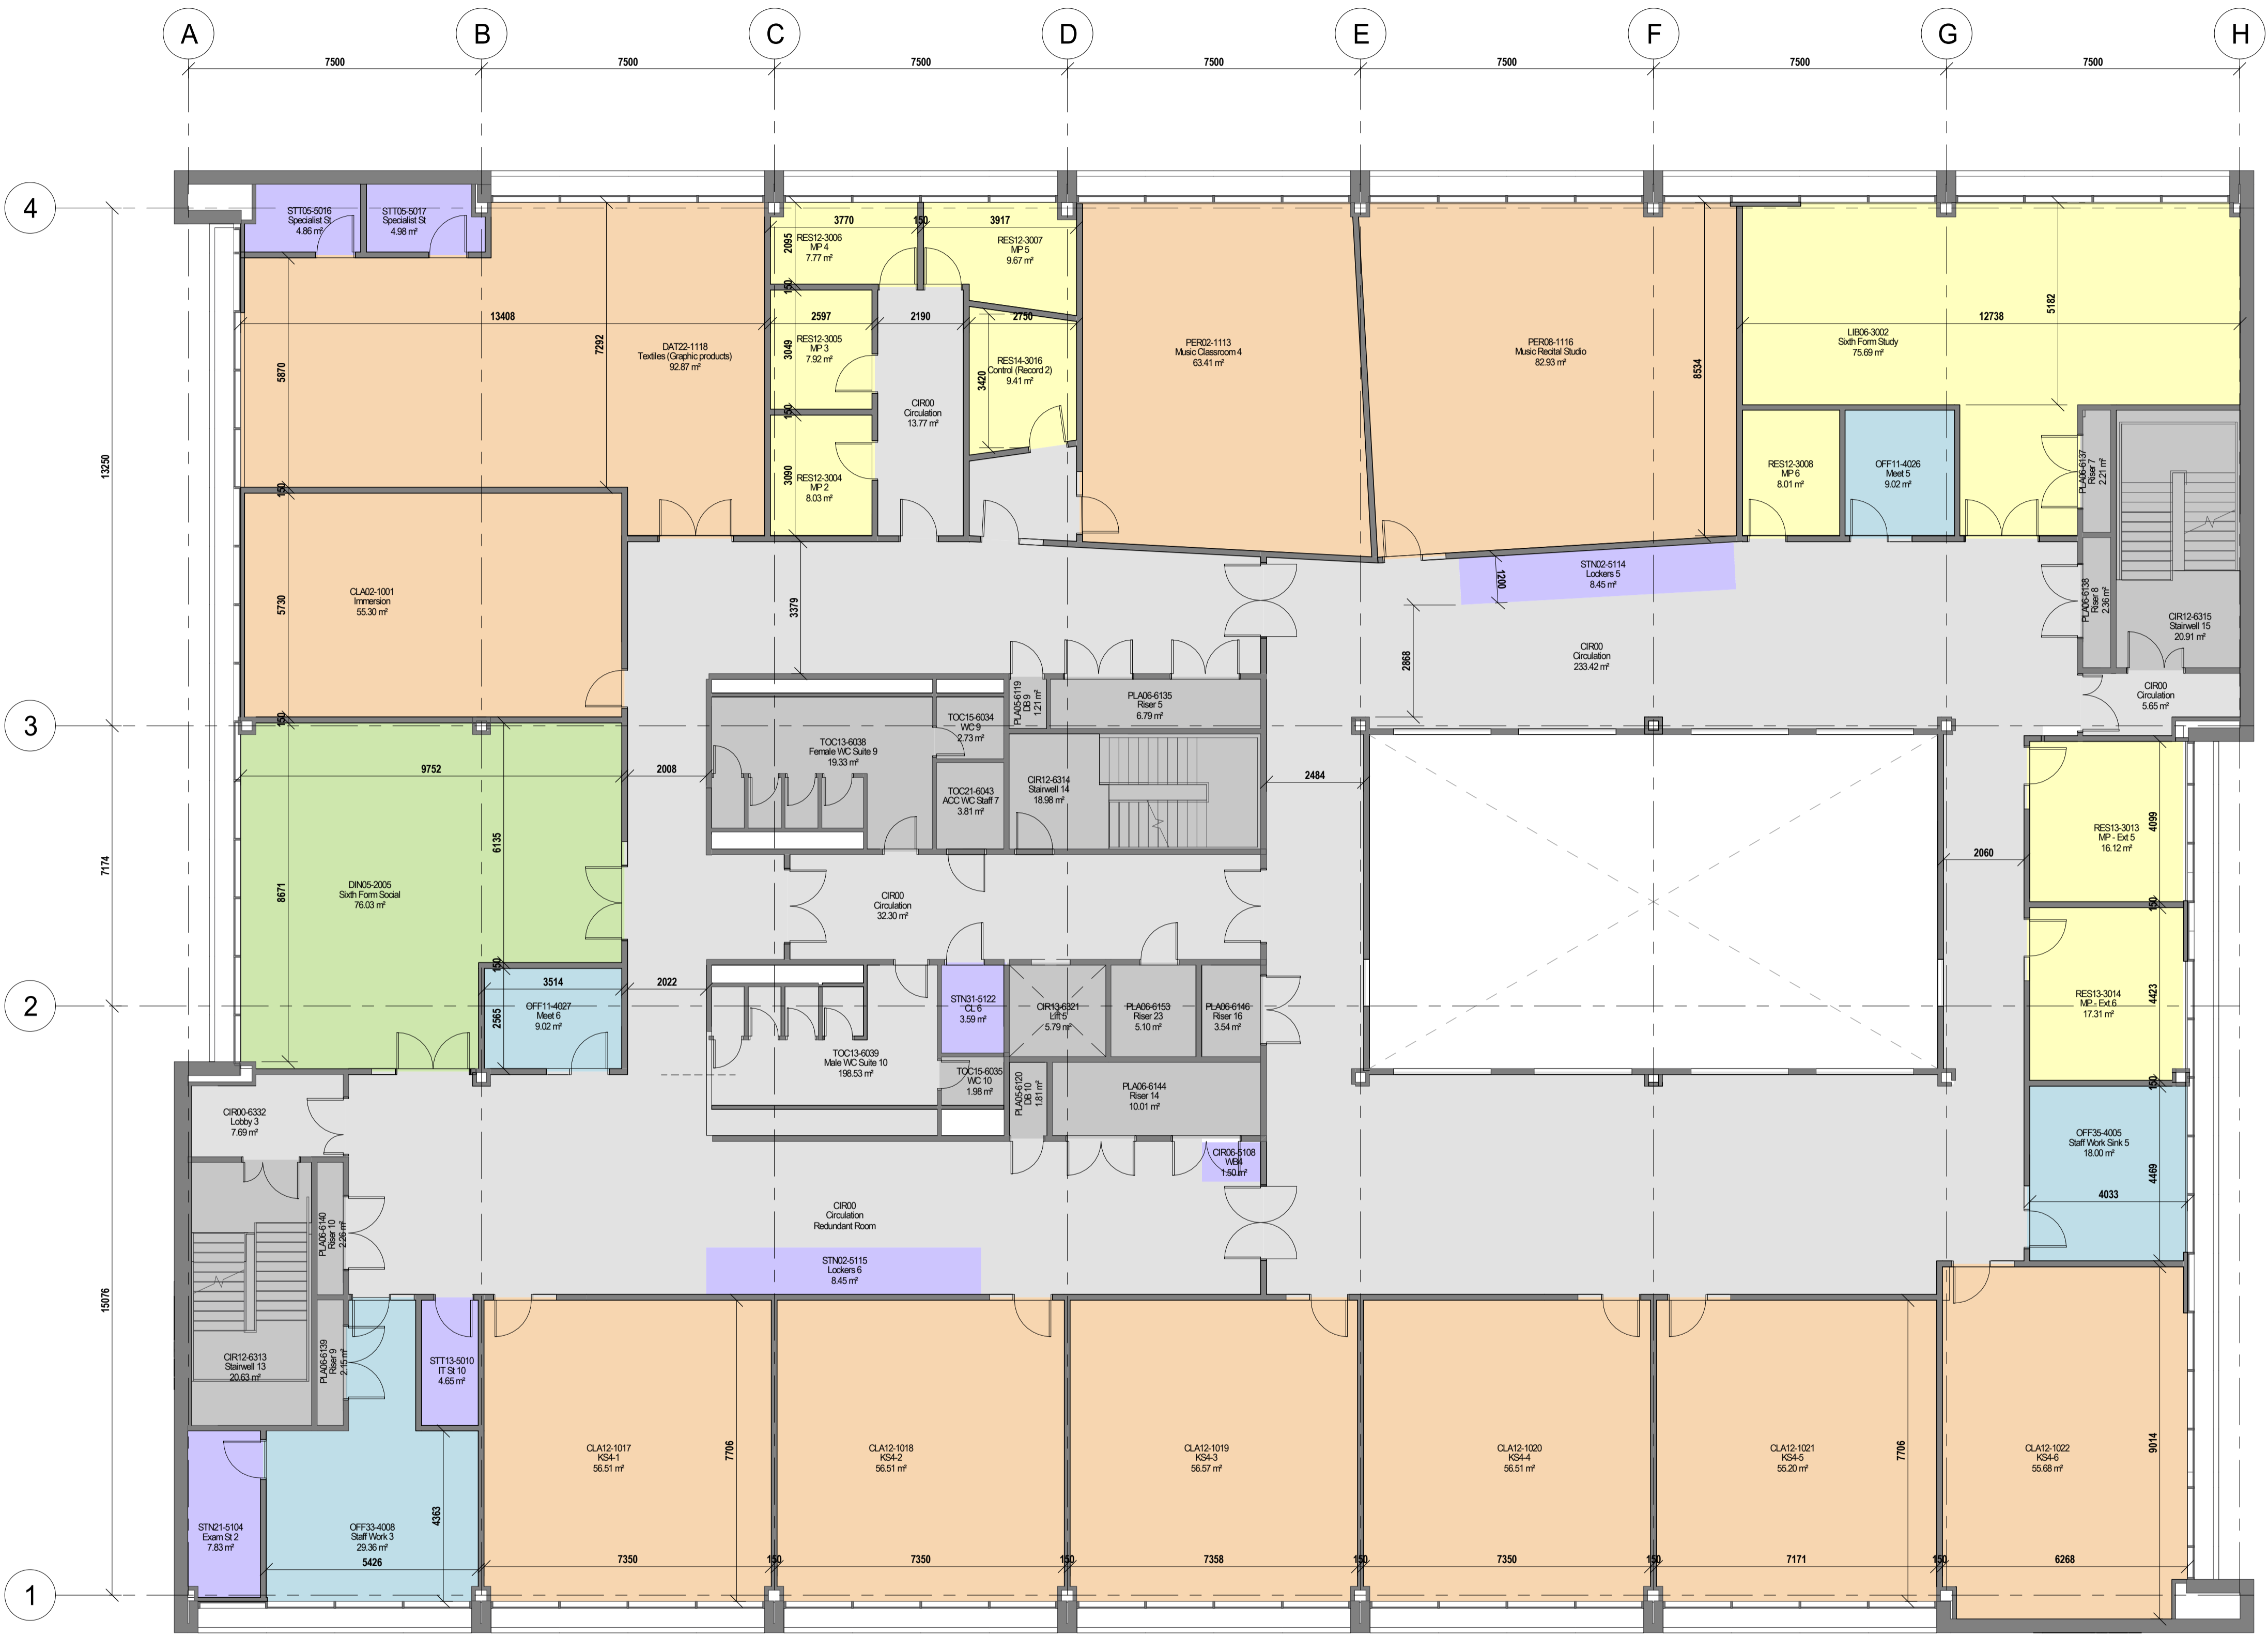 A
B
C
D
E
F
G
H
7500
7500
7500
7500
7500
7500
7500
4
3
2
1
13250
7174
15076
STT05-5016
Specialist St
4.86 m²
STT05-5017
Specialist St
4.98 m²
13408
5870
7292
DAT22-1118
Textiles (Graphic products)
92.87 m²
150
3770
150
3917
2095
RES12-3006
MP 4
7.77 m²
RES12-3007
MP 5
9.67 m²
150
2597
2190
2750
3049
RES12-3005
MP 3
7.92 m²
3420
RES14-3016
Control (Record 2)
9.41 m²
150
3090
RES12-3004
MP 2
8.03 m²
CIR00
Circulation
13.77 m²
PER02-1113
Music Classroom 4
63.41 m²
PER08-1116
Music Recital Studio
82.93 m²
8534
12738
5182
LIB06-3002
Sixth Form Study
75.69 m²
RES12-3008
MP 6
8.01 m²
OFF11-4026
Meet 5
9.02 m²
PLA06-6137
Riser 7
2.21 m²
PLA06-6138
Riser 8
2.36 m²
CIR12-6315
Stairwell 15
20.91 m²
CIR00
Circulation
5.65 m²
STN02-5114
Lockers 5
8.45 m²
1200
2868
CIR00
Circulation
233.42 m²
CLA02-1001
Immersion
55.30 m²
5730
150
3379
PLA05-6119
DB 9
1.21 m²
PLA06-6135
Riser 5
6.79 m²
TOC15-6034
WC 9
2.73 m²
TOC13-6038
Female WC Suite 9
19.33 m²
TOC21-6043
ACC WC Staff 7
3.81 m²
CIR12-6314
Stairwell 14
18.98 m²
2484
2008
9752
6135
8671
DIN05-2005
Sixth Form Social
76.03 m²
150
3514
2565
OFF11-4027
Meet 6
9.02 m²
2022
CIR00
Circulation
32.30 m²
STN31-5122
CL 6
3.59 m²
CIR13-6321
Lift 5
5.79 m²
PLA06-6153
Riser 23
5.10 m²
PLA06-6146
Riser 16
3.54 m²
TOC13-6039
Male WC Suite 10
198.53 m²
TOC15-6035
WC 10
1.98 m²
PLA05-6120
DB 10
1.81 m²
PLA06-6144
Riser 14
10.01 m²
CIR06-5108
WB4
1.50 m²
2060
RES13-3013
MP - Ext 5
16.12 m²
4099
150
RES13-3014
MP - Ext 6
17.31 m²
4423
150
OFF35-4005
Staff Work Sink 5
18.00 m²
4469
4033
CIR00-6332
Lobby 3
7.69 m²
CIR00
Circulation
Redundant Room
STN02-5115
Lockers 6
8.45 m²
PLA06-6140
Riser 10
2.26 m²
PLA06-6139
Riser 9
2.15 m²
CIR12-6313
Stairwell 13
20.63 m²
STT13-5010
IT St 10
4.65 m²
STN21-5104
Exam St 2
7.83 m²
OFF33-4008
Staff Work 3
29.36 m²
4363
5426
CLA12-1017
KS4-1
56.51 m²
7706
CLA12-1018
KS4-2
56.51 m²
CLA12-1019
KS4-3
56.57 m²
CLA12-1020
KS4-4
56.51 m²
CLA12-1021
KS4-5
55.20 m²
7706
CLA12-1022
KS4-6
55.68 m²
9014
7350
150
7350
150
7358
150
7350
150
7171
150
6268